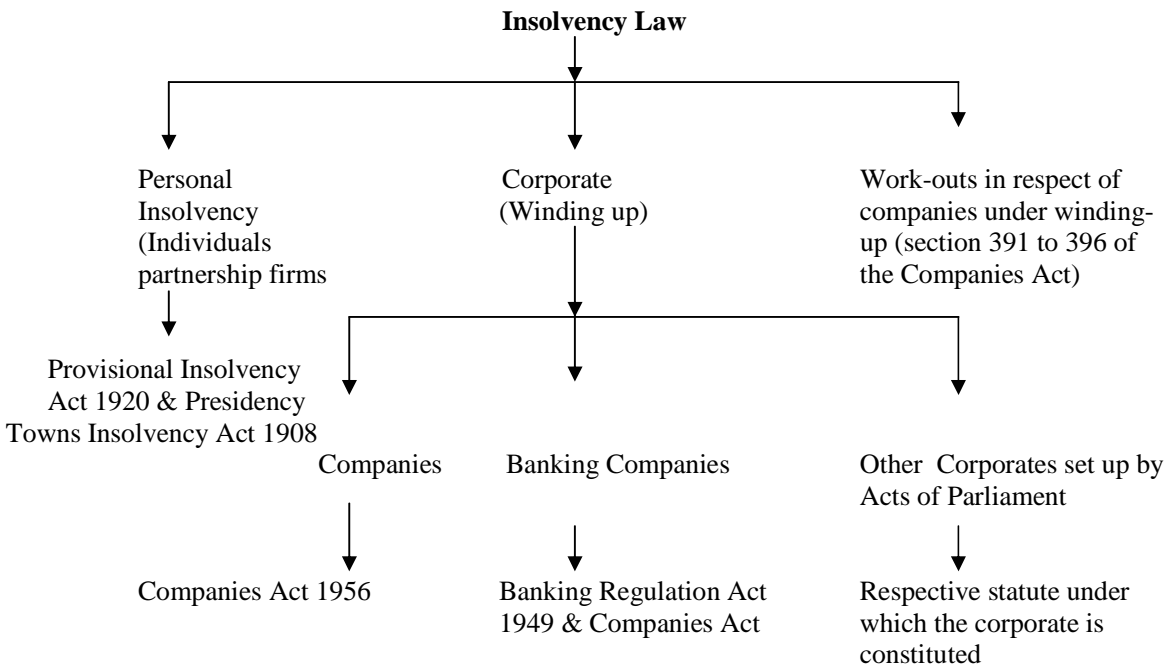 Insolvency Law
Personal
Insolvency
(Individuals
partnership firms
Corporate
(Winding up)
Work-outs in respect of
companies under winding-
up (section 391 to 396 of
the Companies Act)
Provisional Insolvency
Act 1920 & Presidency
Towns Insolvency Act 1908
Companies
Banking Companies
Other Corporates set up by
Acts of Parliament
Companies Act 1956
Banking Regulation Act
1949 & Companies Act
Respective statute under
which the corporate is
constituted